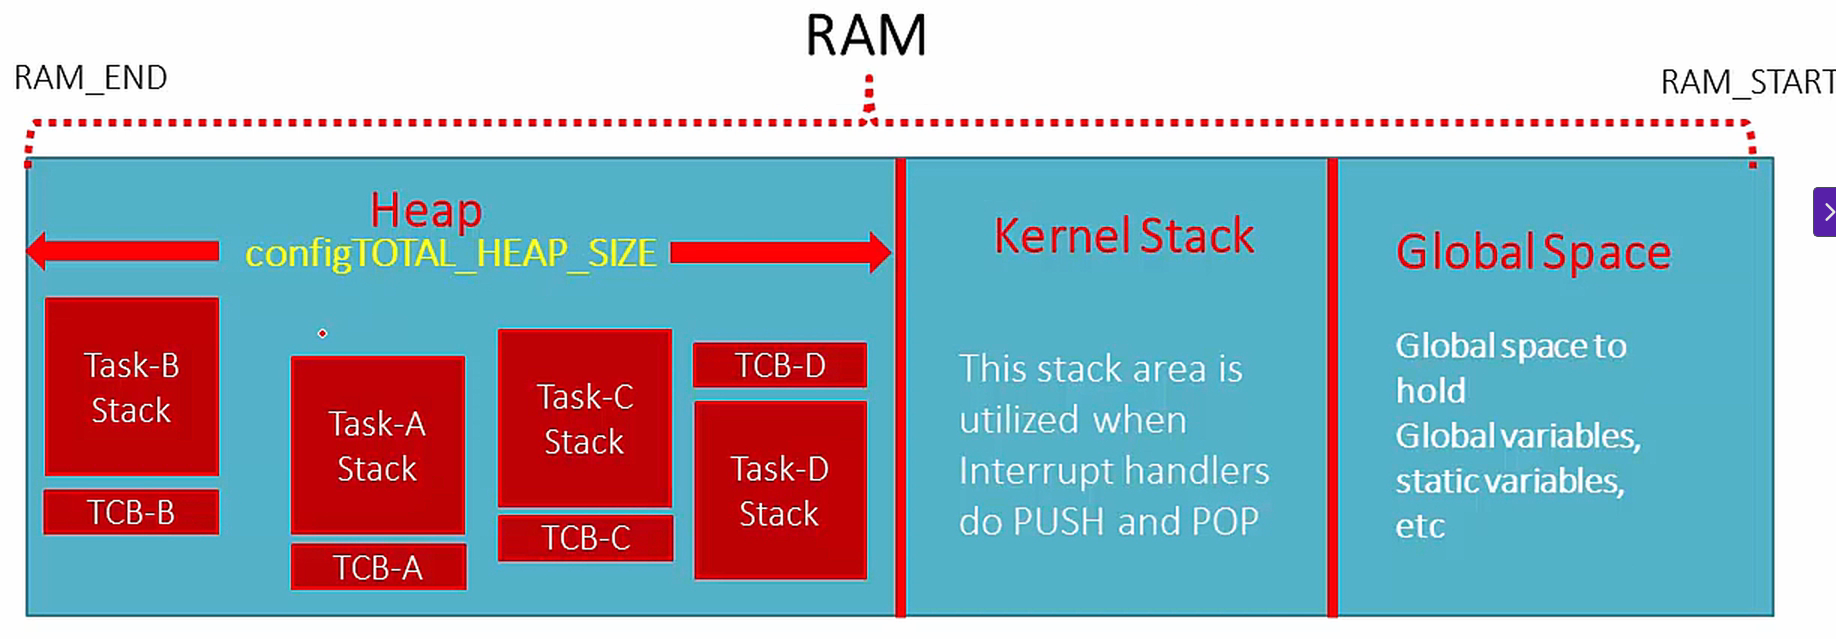 RAM
RAM_END
RAM_START
Heap
configTOTAL_HEAP_SIZE
Task-B
Stack
TCB-B
Task-A
Stack
TCB-A
Task-C
Stack
TCB-C
TCB-D
Task-D
Stack
Kernel Stack
This stack area is
utilized when
Interrupt handlers
do PUSH and POP
Global Space
Global space to
hold
Global variables,
static variables,
etc